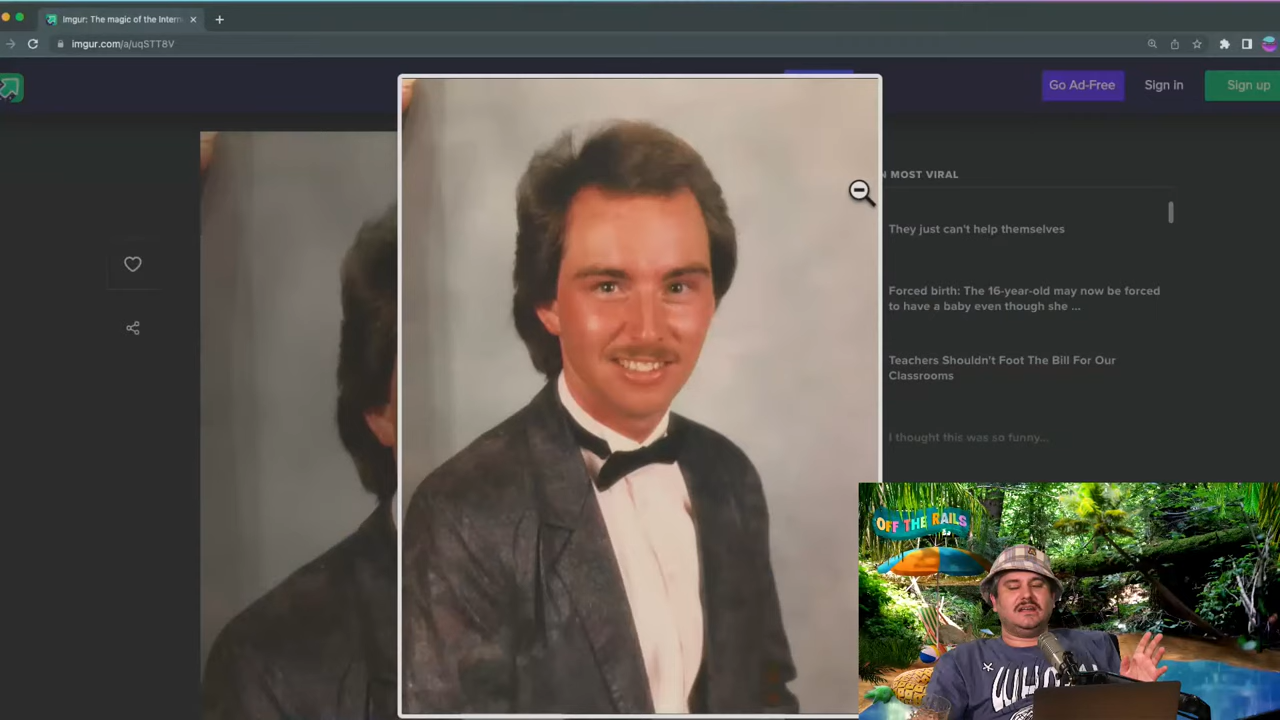 Imgur: The magic of the Intern
imgur.com/a/uqSTT8V
Go Ad-Free
Sign in
Sign up
N MOST VIRAL
They just can't help themselves
Forced birth: The 16-year-old may now be forced
to have a baby even though she ...
Teachers Shouldn't Foot The Bill For Our
Classrooms
I thought this was so funny...
OFF THE RAILS